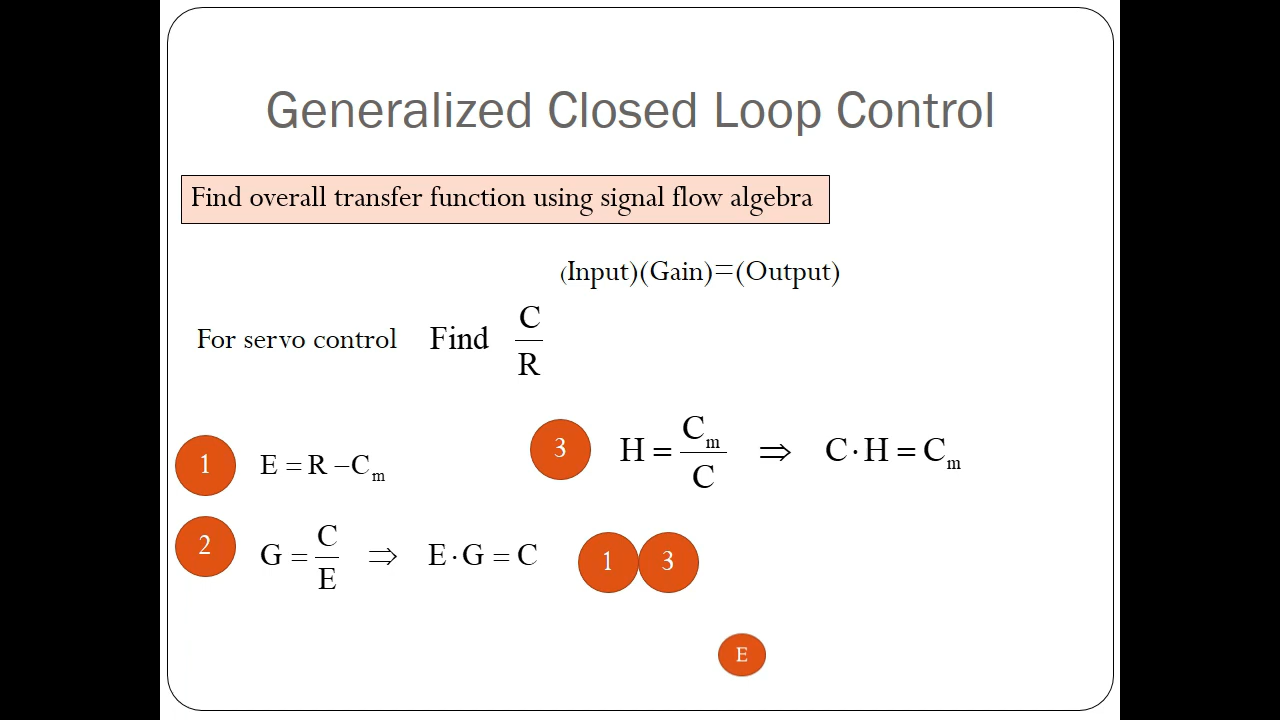 Generalized Closed Loop Control
Find overall transfer function using signal flow algebra
(Input)(Gain)=(Output)
For servo control Find C/R
1 E = R − Cm
3 H = Cm/C ⇒ C·H = Cm
2 G = C/E ⇒ E·G = C
1 3
E